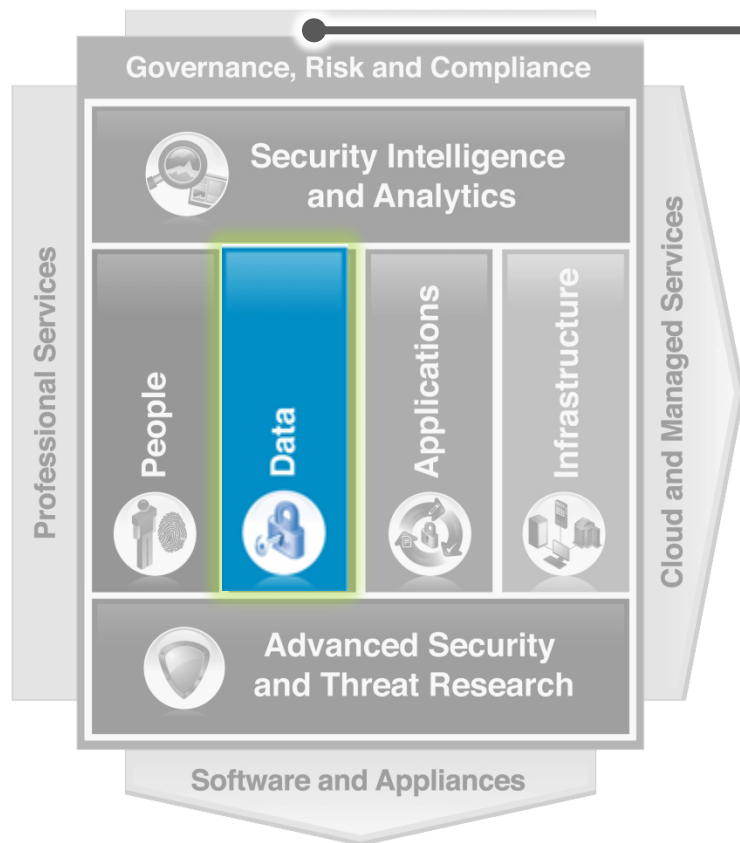 Governance, Risk and Compliance
Security Intelligence
and Analytics
Professional Services
People
Data
Applications
Infrastructure
Cloud and Managed Services
Advanced Security
and Threat Research
Software and Appliances